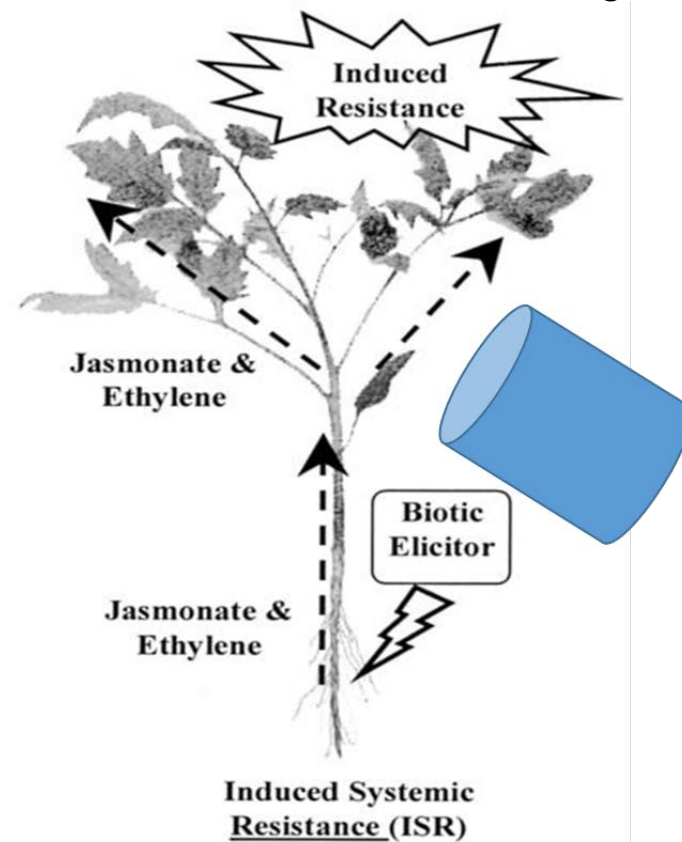 Induced
Resistance
Jasmonate &
Ethylene
Biotic
Elicitor
Jasmonate &
Ethylene
Induced Systemic
Resistance (ISR)